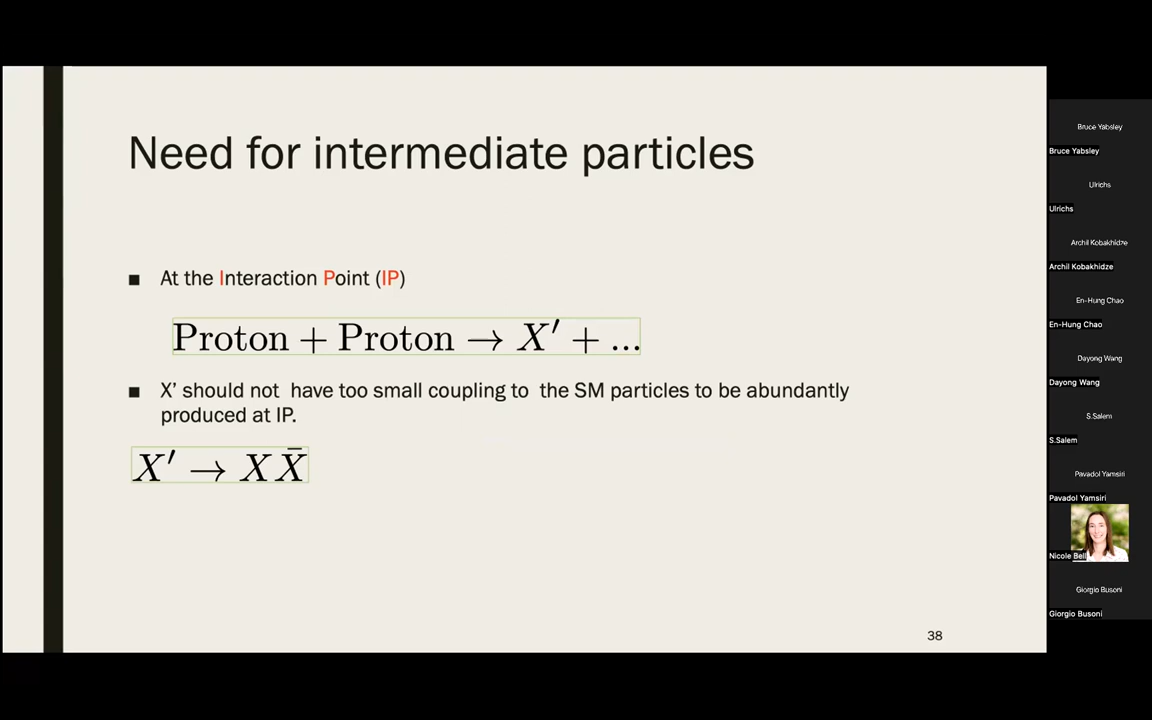 Need for intermediate particles
■ At the Interaction Point (IP)
Proton + Proton → X′ + ...
■ X’ should not have too small coupling to the SM particles to be abundantly
produced at IP.
X′ → X X̄
38
Bruce Yabsley
Bruce Yabsley
Ulrichs
Ulrichs
Archil Kobakhidze
Archil Kobakhidze
En-Hung Chao
En-Hung Chao
Dayong Wang
Dayong Wang
S.Salem
S.Salem
Pavadol Yamsiri
Pavadol Yamsiri
Nicole Bell
Giorgio Busoni
Giorgio Busoni